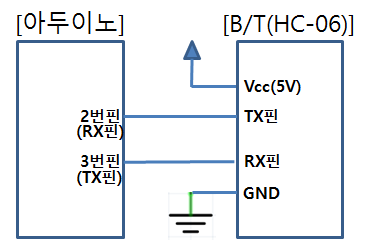 [아두이노]
[B/T(HC-06)]
Vcc(5V)
2번핀
(RX핀)
TX핀
3번핀
(TX핀)
RX핀
GND